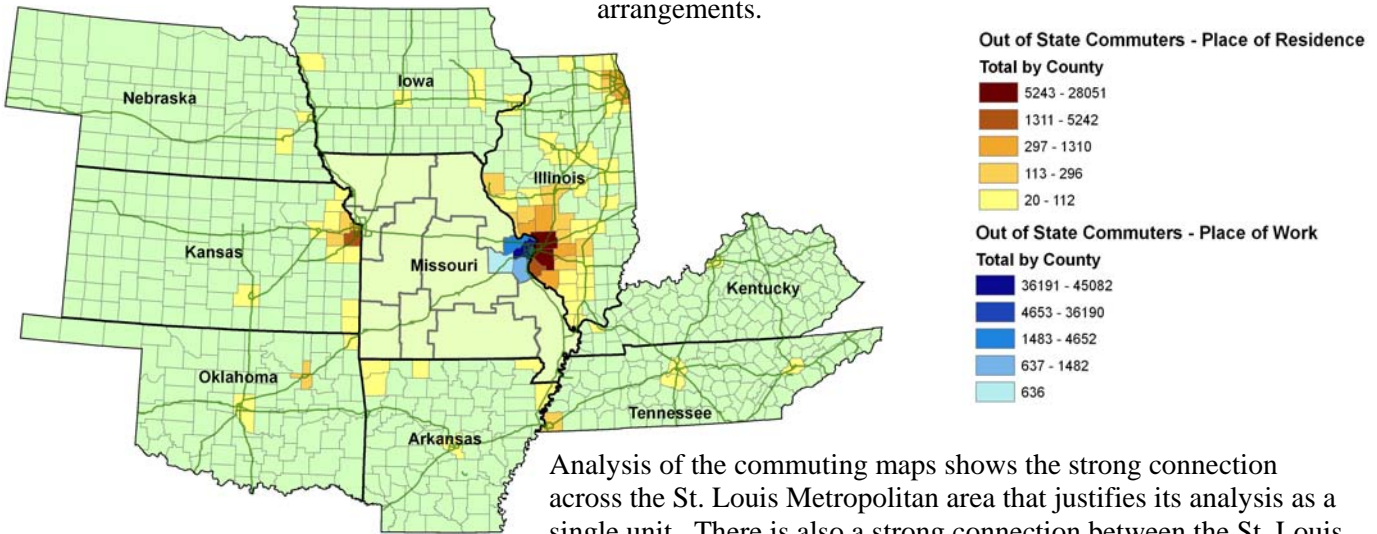 arrangements.
Out of State Commuters - Place of Residence
Total by County
5243 - 28051
1311 - 5242
297 - 1310
113 - 296
20 - 112
Out of State Commuters - Place of Work
Total by County
36191 - 45082
4653 - 36190
1483 - 4652
637 - 1482
636
Nebraska
Iowa
Illinois
Kansas
Missouri
Kentucky
Oklahoma
Arkansas
Tennessee
Analysis of the commuting maps shows the strong connection
across the St. Louis Metropolitan area that justifies its analysis as a
single unit. There is also a strong connection between the St. Louis